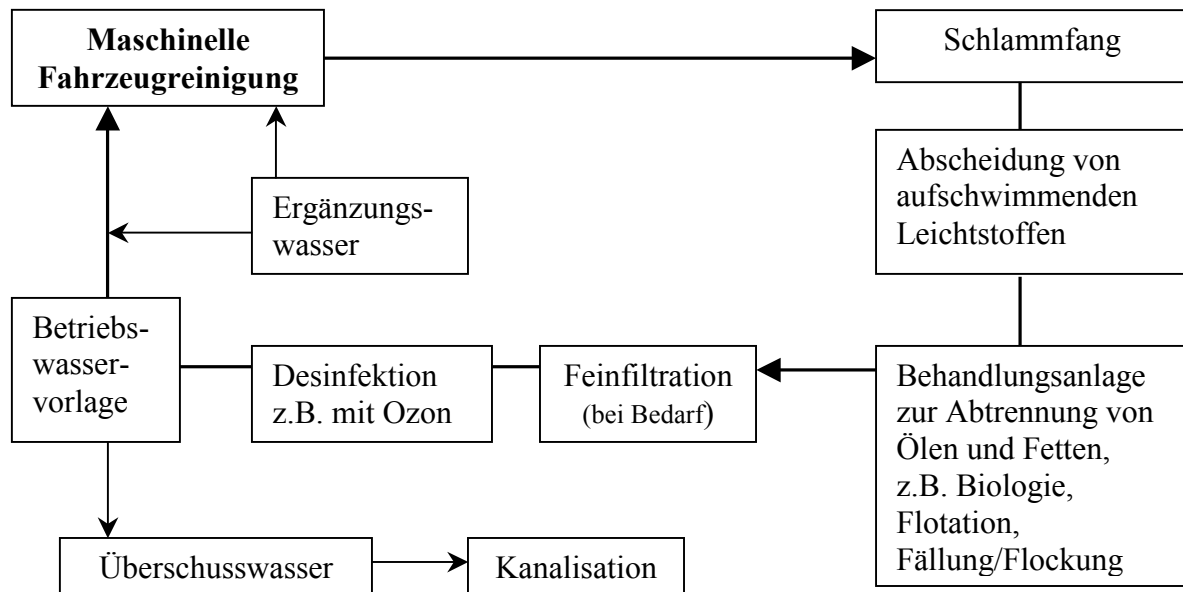 Maschinelle
Fahrzeugreinigung
Schlammfang
Abscheidung von
aufschwimmenden
Leichtstoffen
Ergänzungs-
wasser
Betriebs-
wasser-
vorlage
Desinfektion
z.B. mit Ozon
Feinfiltration
(bei Bedarf)
Behandlungsanlage
zur Abtrennung von
Ölen und Fetten,
z.B. Biologie,
Flotation,
Fällung/Flockung
Überschusswasser
Kanalisation